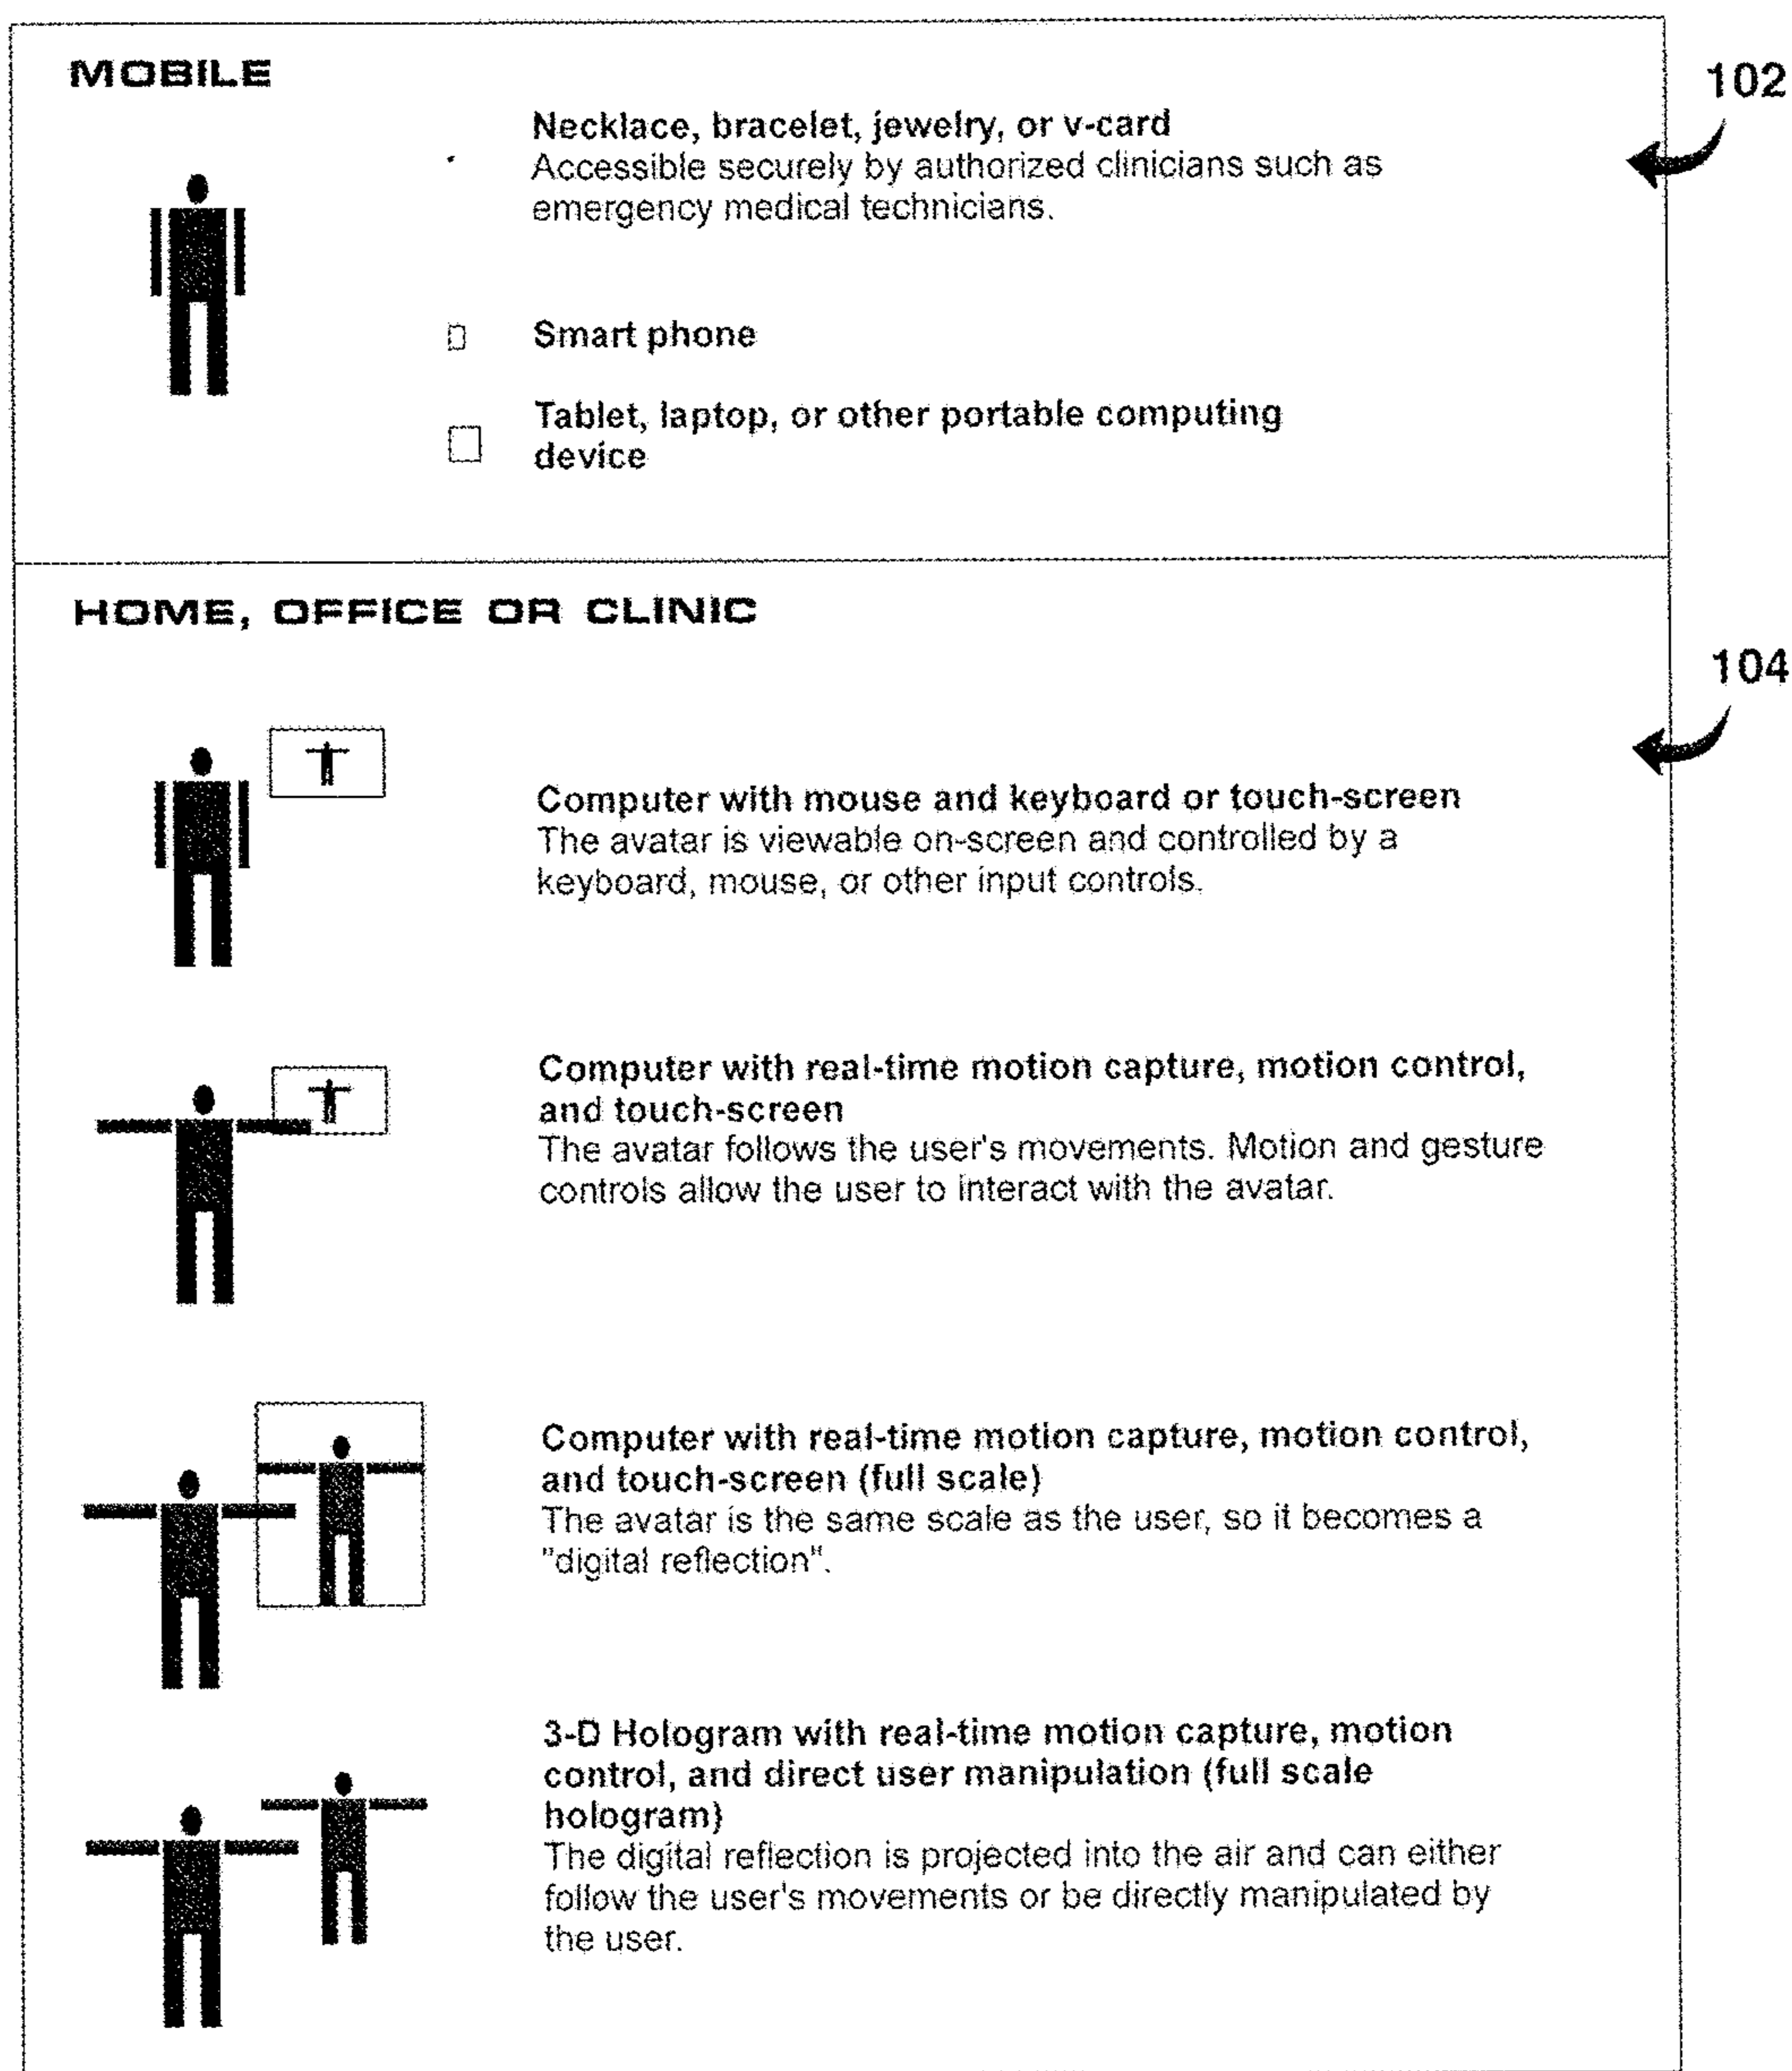 MOBILE
102
Necklace, bracelet, jewelry, or v-card
Accessible securely by authorized clinicians such as
emergency medical technicians.
Smart phone
Tablet, laptop, or other portable computing
device
HOME, OFFICE OR CLINIC
104
Computer with mouse and keyboard or touch-screen
The avatar is viewable on-screen and controlled by a
keyboard, mouse, or other input controls.
Computer with real-time motion capture, motion control,
and touch-screen
The avatar follows the user's movements. Motion and gesture
controls allow the user to interact with the avatar.
Computer with real-time motion capture, motion control,
and touch-screen (full scale)
The avatar is the same scale as the user, so it becomes a
"digital reflection".
3-D Hologram with real-time motion capture, motion
control, and direct user manipulation (full scale
hologram)
The digital reflection is projected into the air and can either
follow the user's movements or be directly manipulated by
the user.